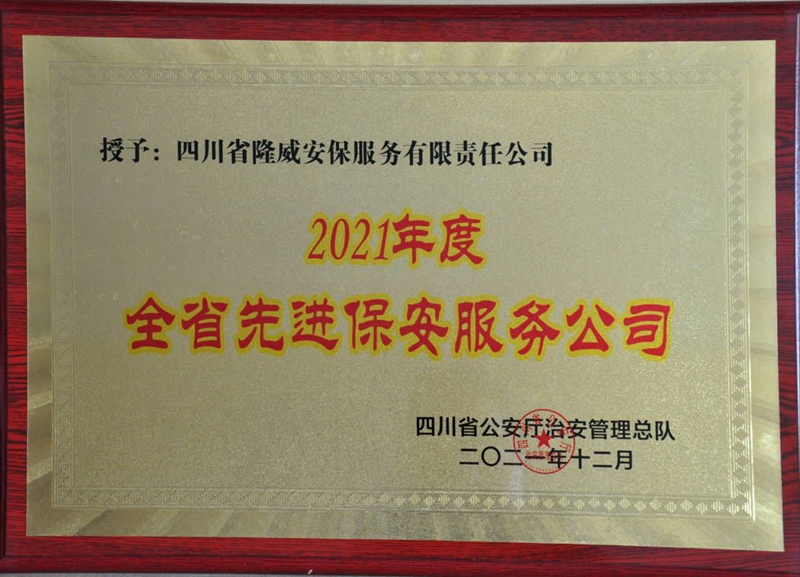 授予：四川省隆威安保服务有限责任公司
2021年度
全省先进保安服务公司
四川省公安厅治安管理总队
二〇二一年十二月